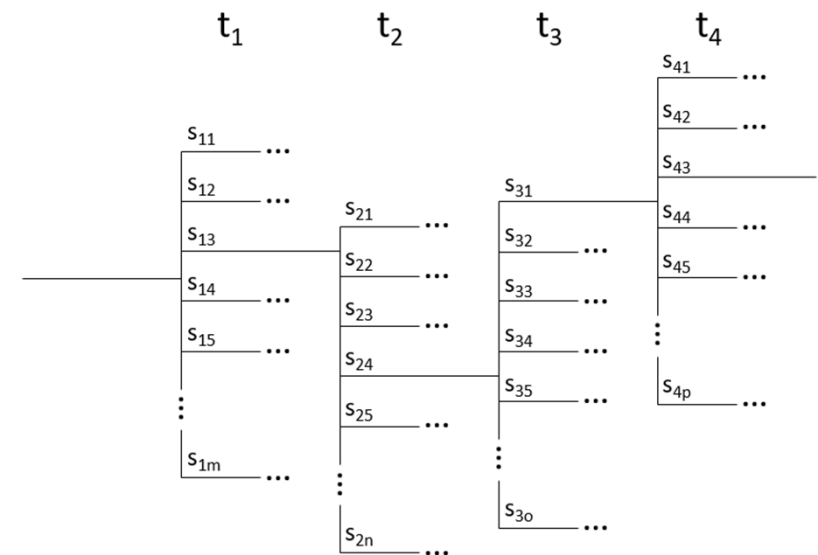 t₁ t₂ t₃ t₄
s₁₁ ...
s₁₂ ...
s₁₃
s₁₄ ...
s₁₅ ...
⋮
s₁ₘ ...
s₂₁ ...
s₂₂ ...
s₂₃ ...
s₂₄
s₂₅ ...
⋮
s₂ₙ ...
s₃₁
s₃₂ ...
s₃₃ ...
s₃₄ ...
s₃₅ ...
⋮
s₃ₒ ...
s₄₁ ...
s₄₂ ...
s₄₃
s₄₄ ...
s₄₅ ...
⋮
s₄ₚ ...